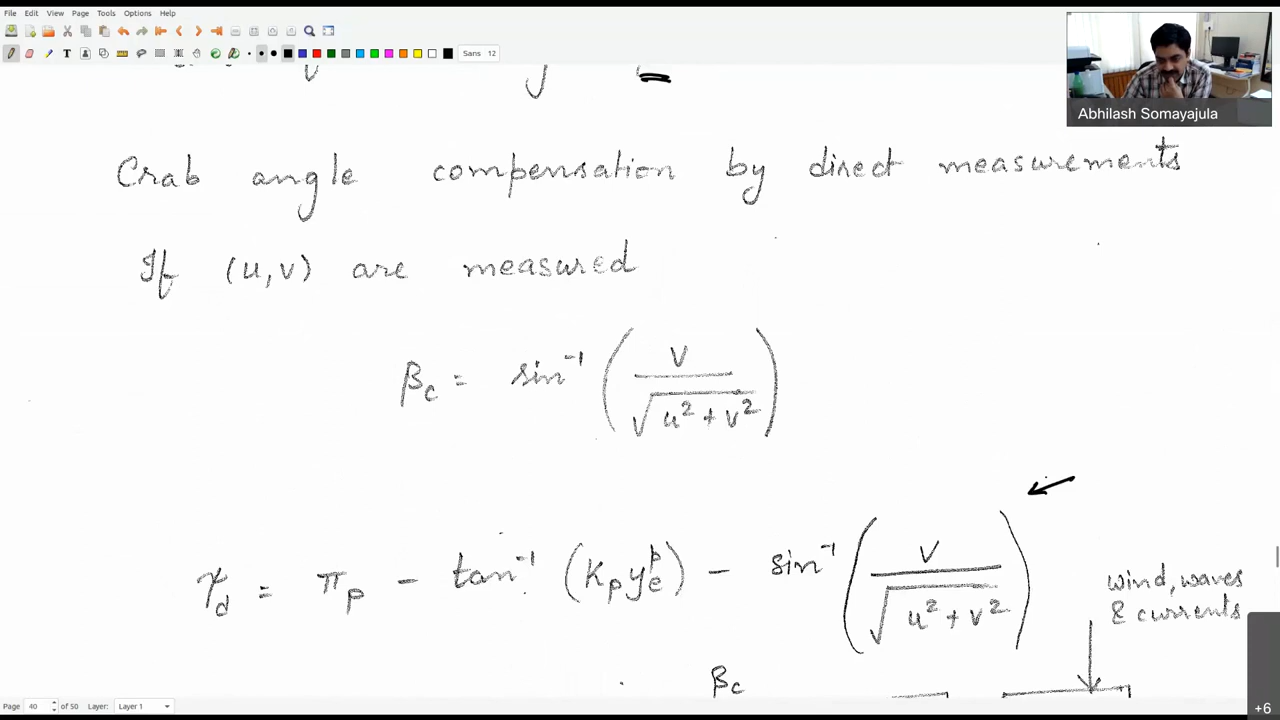 File Edit View Page Tools Options Help
Sans 12
Abhilash Somayajula
Crab angle compensation by direct measurements
If (u,v) are measured
βc = sin⁻¹ ( v / √(u² + v²) )
ψd = πp - tan⁻¹ (Kp yeᵖ) - sin⁻¹ ( v / √(u² + v²) )
wind, waves
& currents
βc
Page 40 of 50 Layer: Layer 1
+6